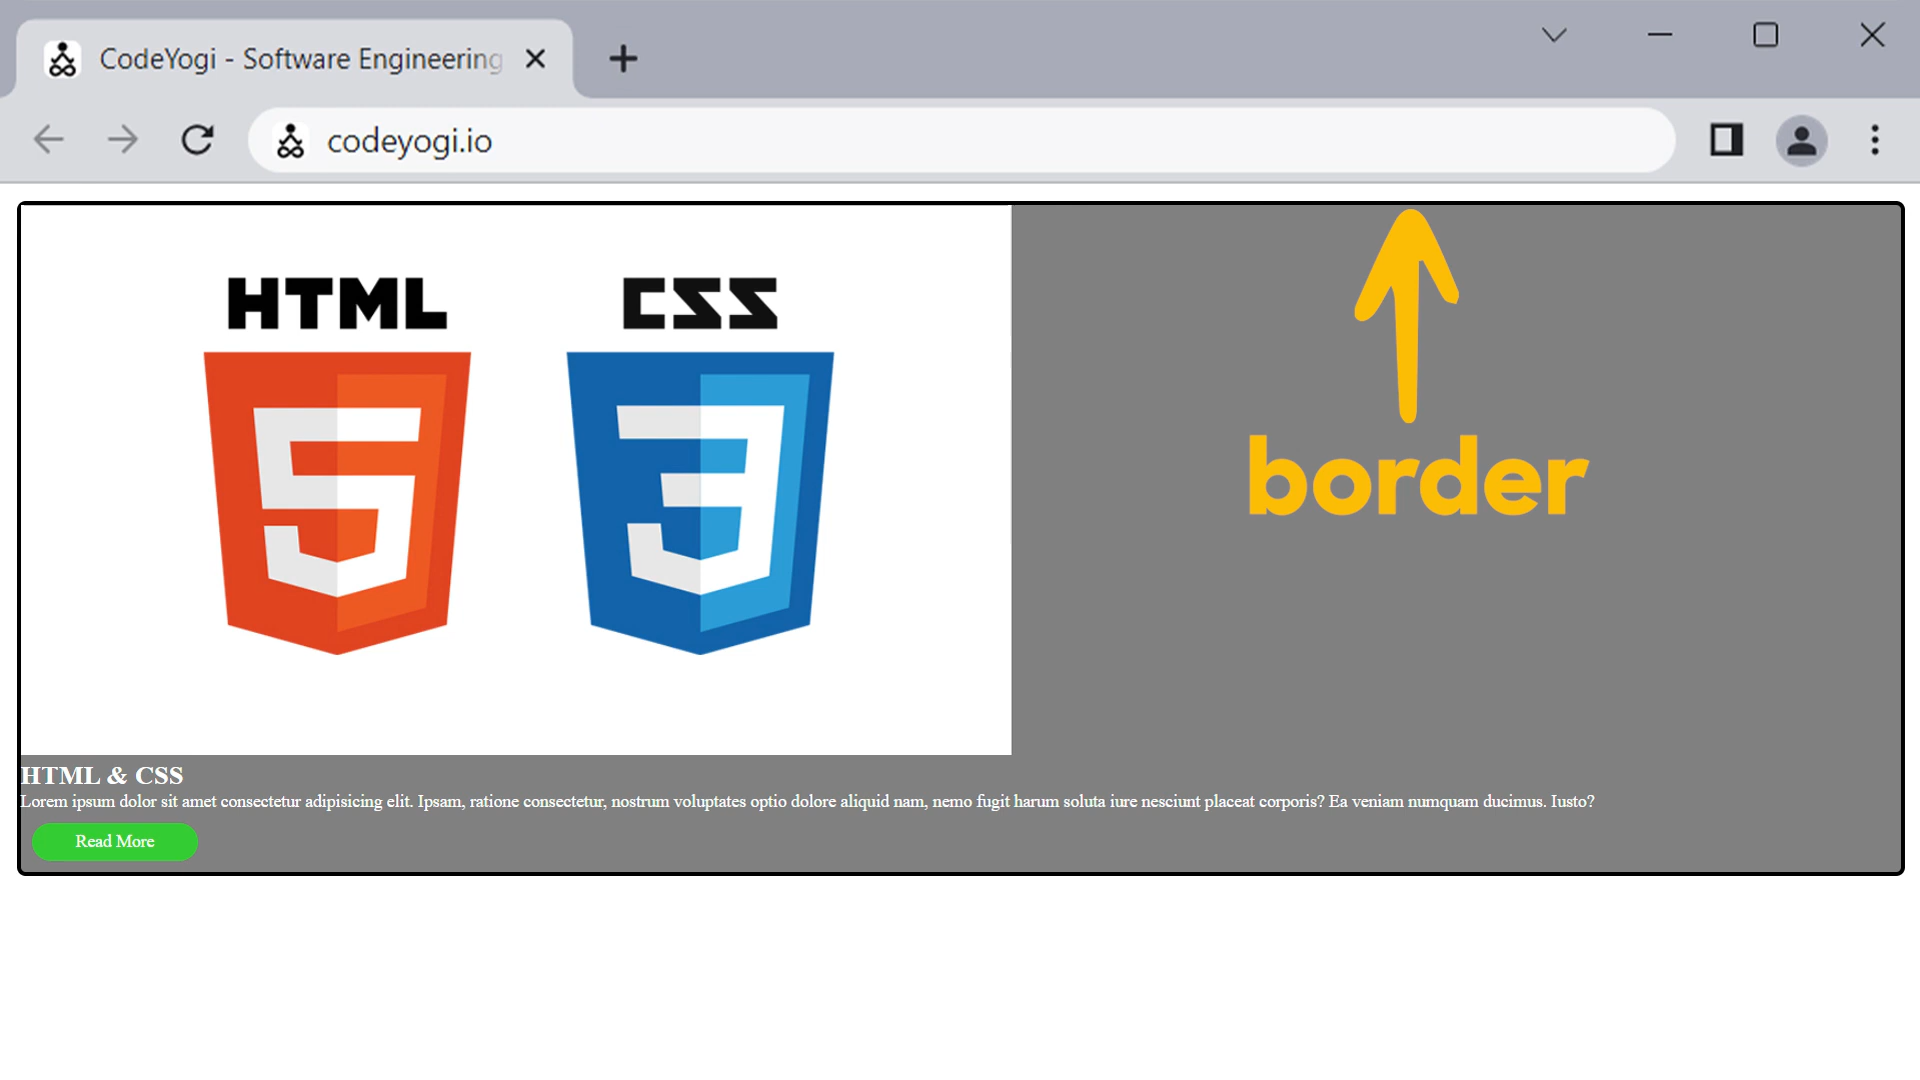 CodeYogi - Software Engineering
codeyogi.io
HTML CSS
5 3
border
HTML & CSS
Lorem ipsum dolor sit amet consectetur adipisicing elit. Ipsam, ratione consectetur, nostrum voluptates optio dolore aliquid nam, nemo fugit harum soluta iure nesciunt placeat corporis? Ea veniam numquam ducimus. Iusto?
Read More